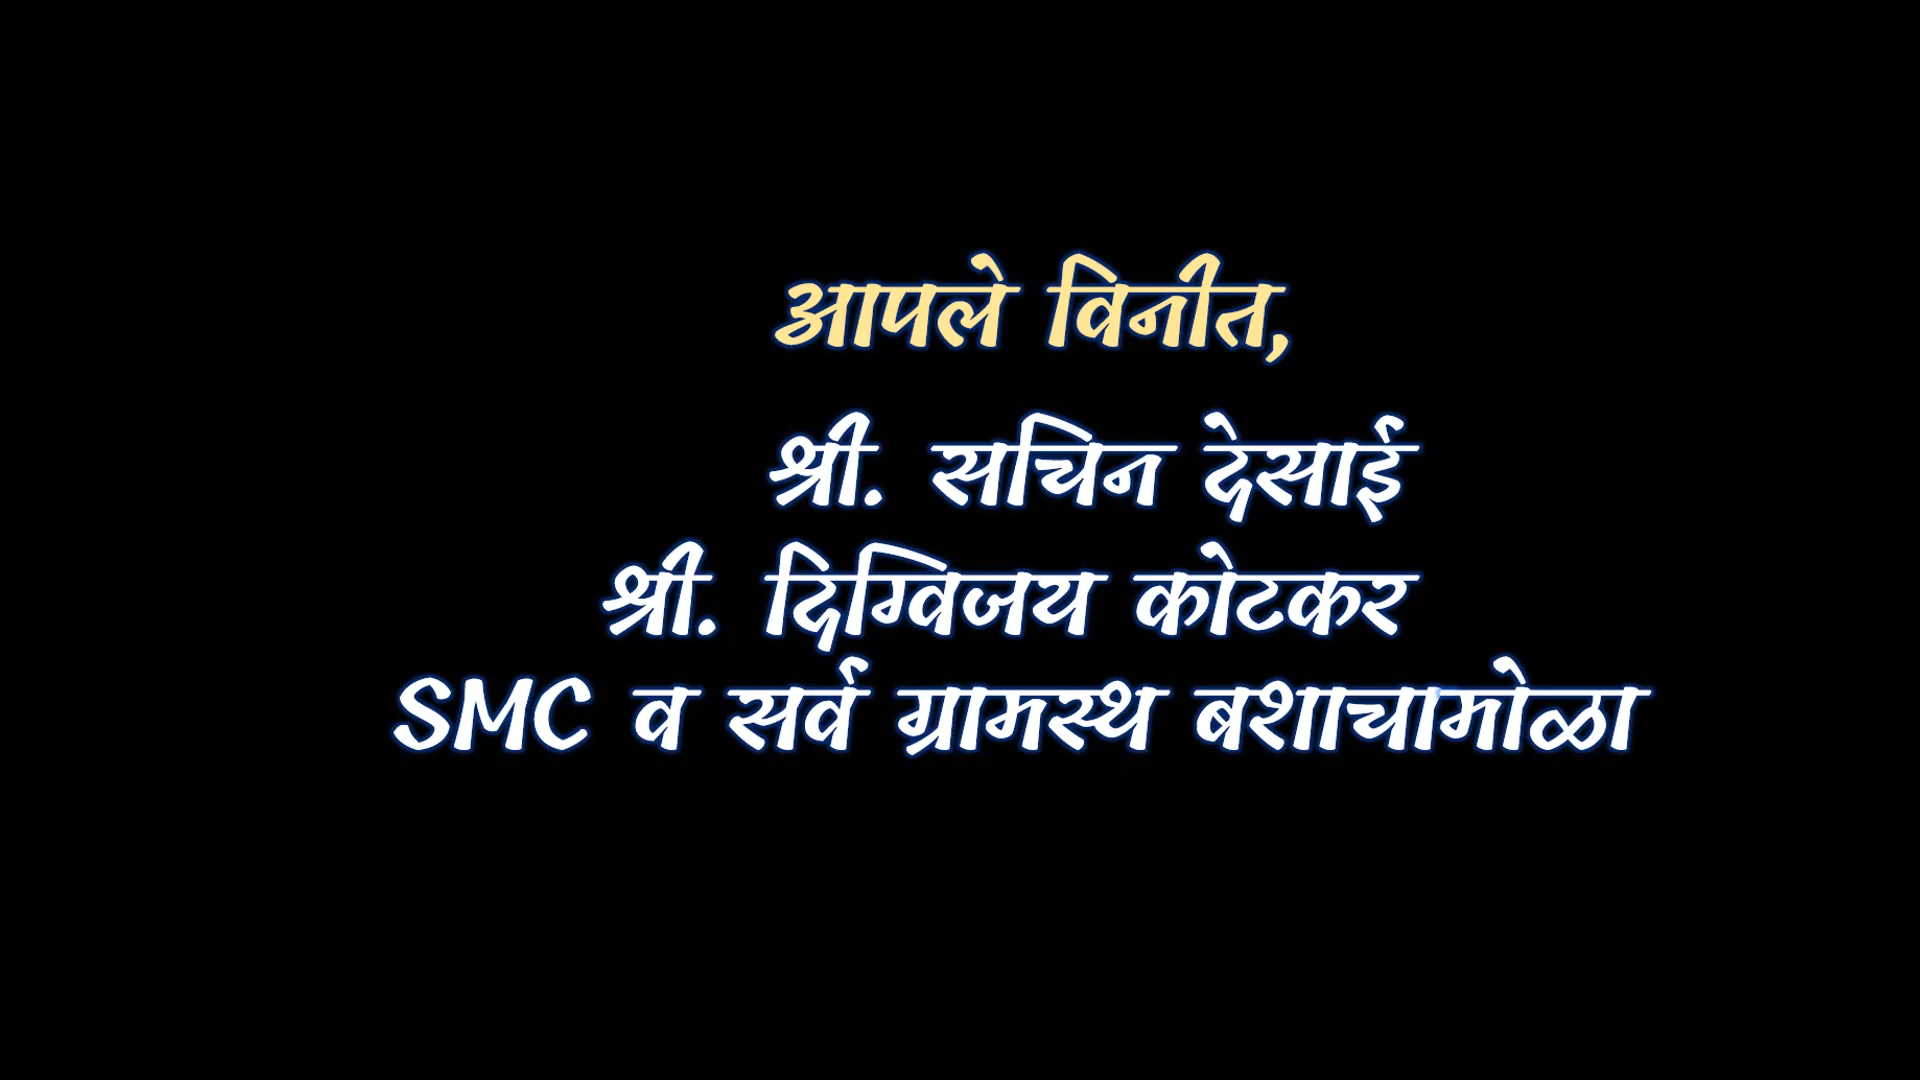 आपले विनीत,
श्री. सचिन देसाई
श्री. दिग्विजय कोटकर
SMC व सर्व ग्रामस्थ बशाचामोळा